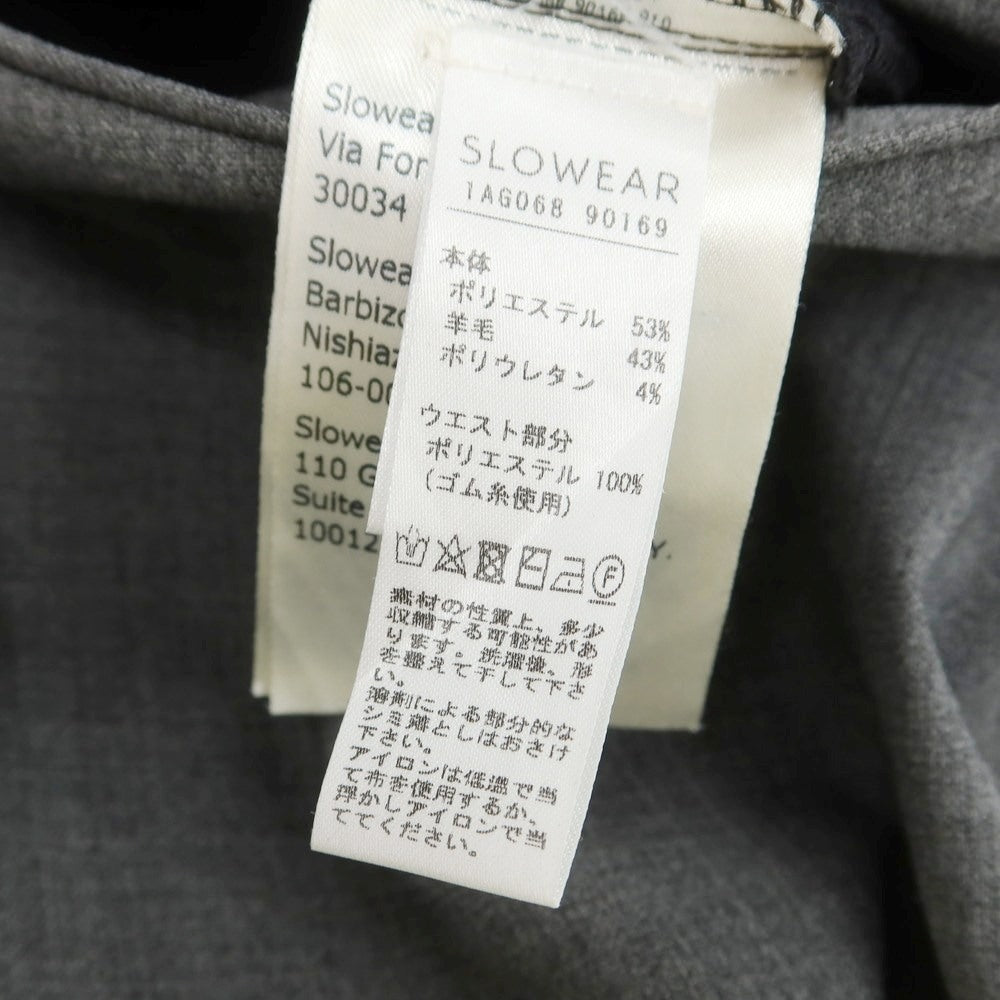 90169 910
Slowea
Via For
30034
Slowea
Barbizo
Nishiaz
106-00
Slowe
110 G
Suite
10012
Y.
SLOWEAR
1AG068 90169
本体
ポリエステル 53%
羊毛 43%
ポリウレタン 4%
ウエスト部分
ポリエステル 100%
(ゴム糸使用)
F
素材の性質上、多少
収縮する可能性があ
ります。洗濯後、形
を整えて干して下さ
い。
溶剤による部分的な
シミ落としはおさけ
下さい。
アイロンは低温で当
て布を使用するか、
浮かしアイロンで当
ててください。